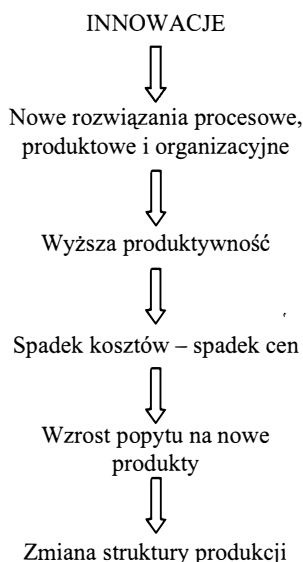 INNOWACJE
Nowe rozwiązania procesowe,
produktowe i organizacyjne
Wyższa produktywność
Spadek kosztów – spadek cen
Wzrost popytu na nowe
produkty
Zmiana struktury produkcji